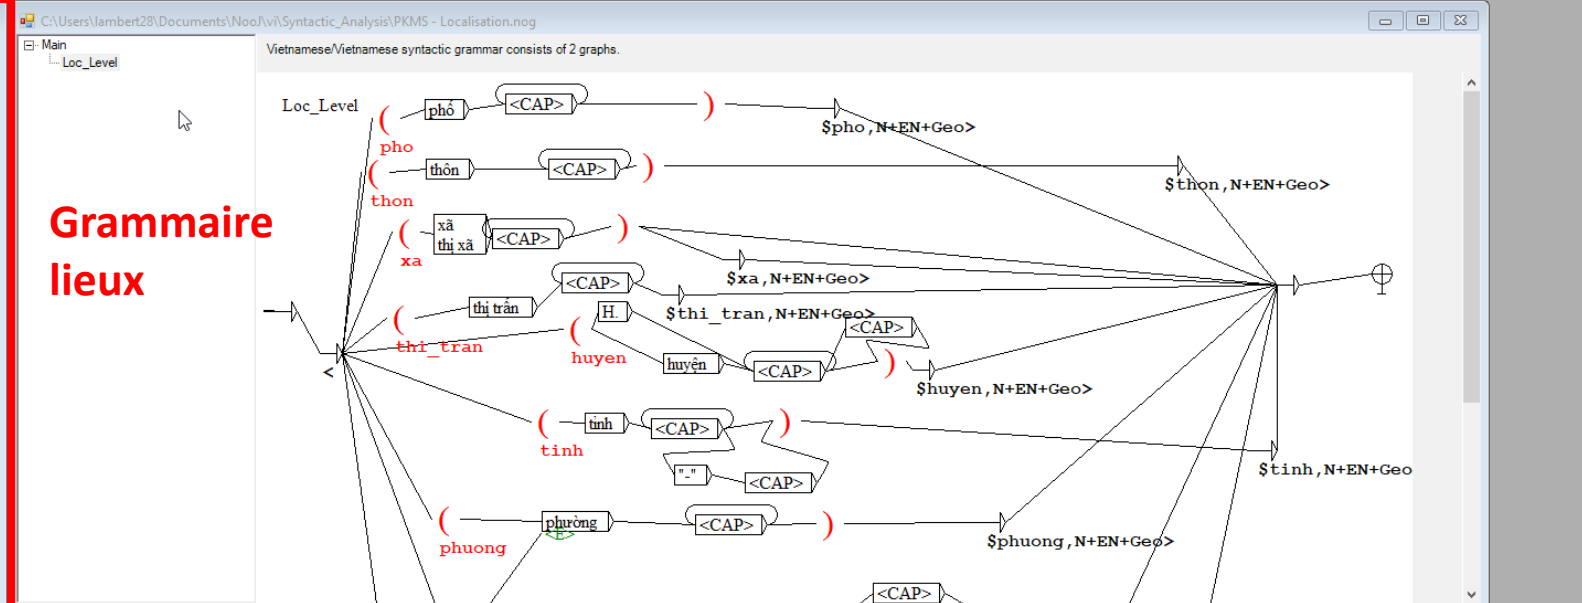 C:\Users\lambert28\Documents\NooJ\vi\Syntactic_Analysis\PKMS - Localisation.nog
Main
Loc_Level
Vietnamese/Vietnamese syntactic grammar consists of 2 graphs.
Grammaire
lieux
Loc_Level
( phố <CAP> )
pho
$pho,N+EN+Geo>
( thôn <CAP> )
thon
$thon,N+EN+Geo>
( xã
thị xã <CAP> )
xa
$xa,N+EN+Geo>
( thị trấn <CAP>
thi_tran
$thi_tran,N+EN+Geo>
( H.
huyen
huyện <CAP> <CAP> )
$huyen,N+EN+Geo>
<
( tỉnh <CAP> )
tinh
"-" <CAP>
$tinh,N+EN+Geo
( phường <CAP> )
<E>
phuong
$phuong,N+EN+Geo>
<CAP>